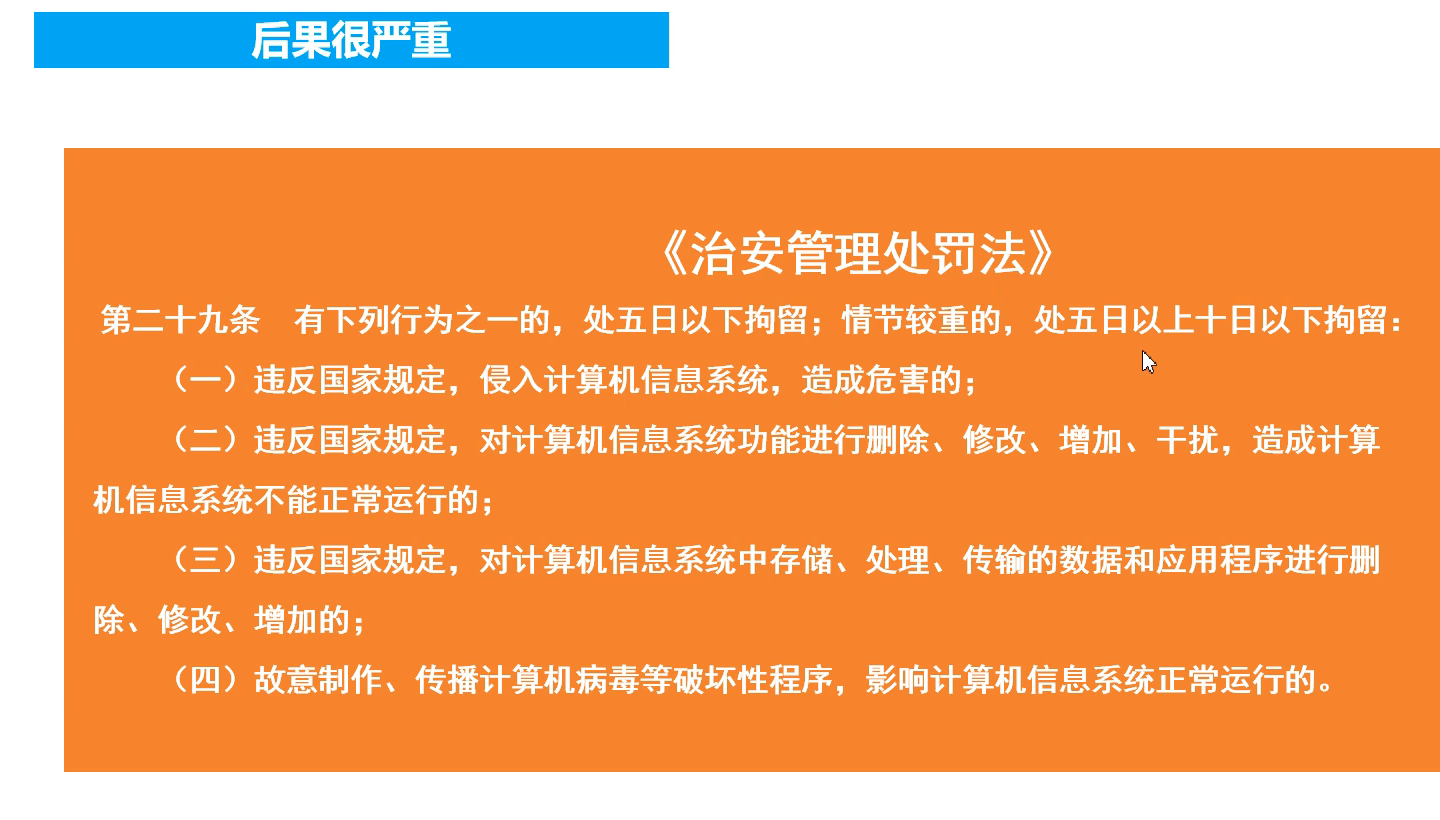 后果很严重
《治安管理处罚法》
第二十九条　有下列行为之一的，处五日以下拘留；情节较重的，处五日以上十日以下拘留：
（一）违反国家规定，侵入计算机信息系统，造成危害的；
（二）违反国家规定，对计算机信息系统功能进行删除、修改、增加、干扰，造成计算
机信息系统不能正常运行的；
（三）违反国家规定，对计算机信息系统中存储、处理、传输的数据和应用程序进行删
除、修改、增加的；
（四）故意制作、传播计算机病毒等破坏性程序，影响计算机信息系统正常运行的。